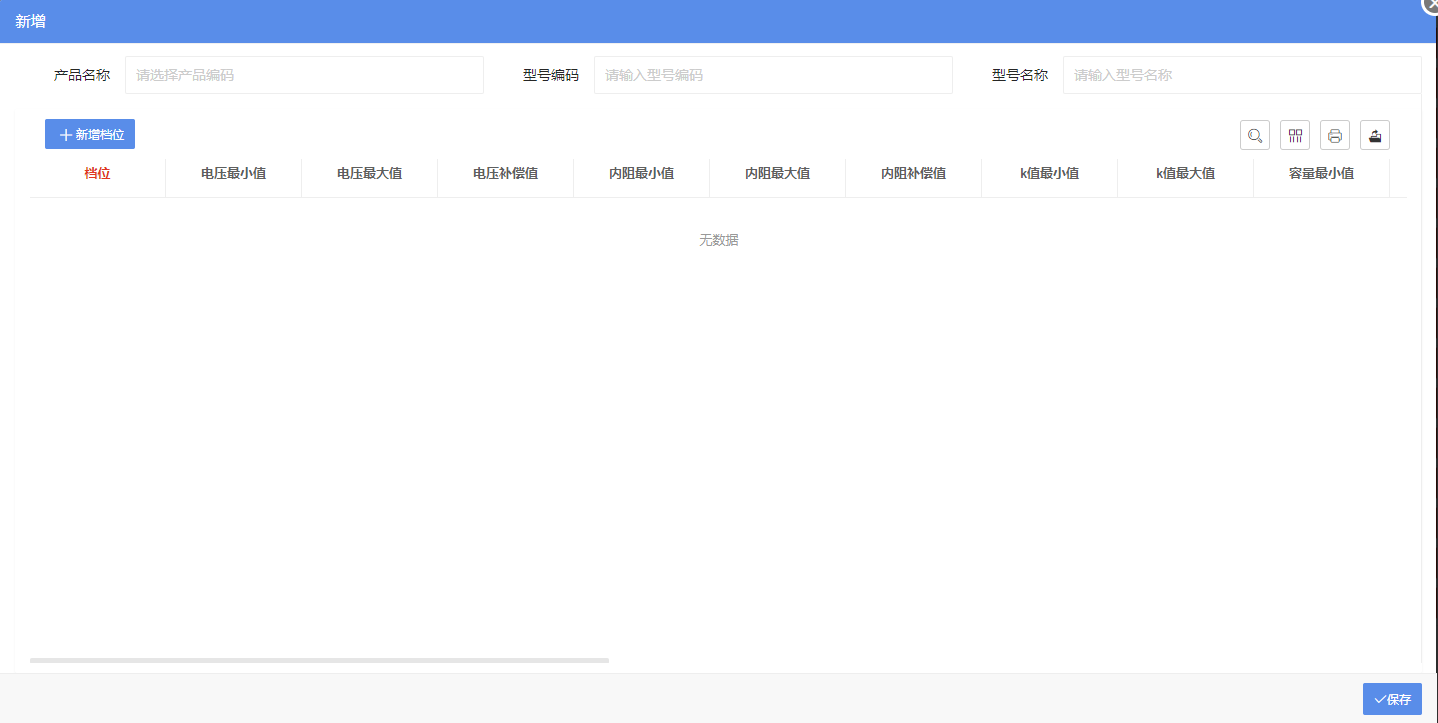 新增
产品名称 请选择产品编码 型号编码 请输入型号编码 型号名称 请输入型号名称
新增档位
档位 电压最小值 电压最大值 电压补偿值 内阻最小值 内阻最大值 内阻补偿值 k值最小值 k值最大值 容量最小值
无数据
保存